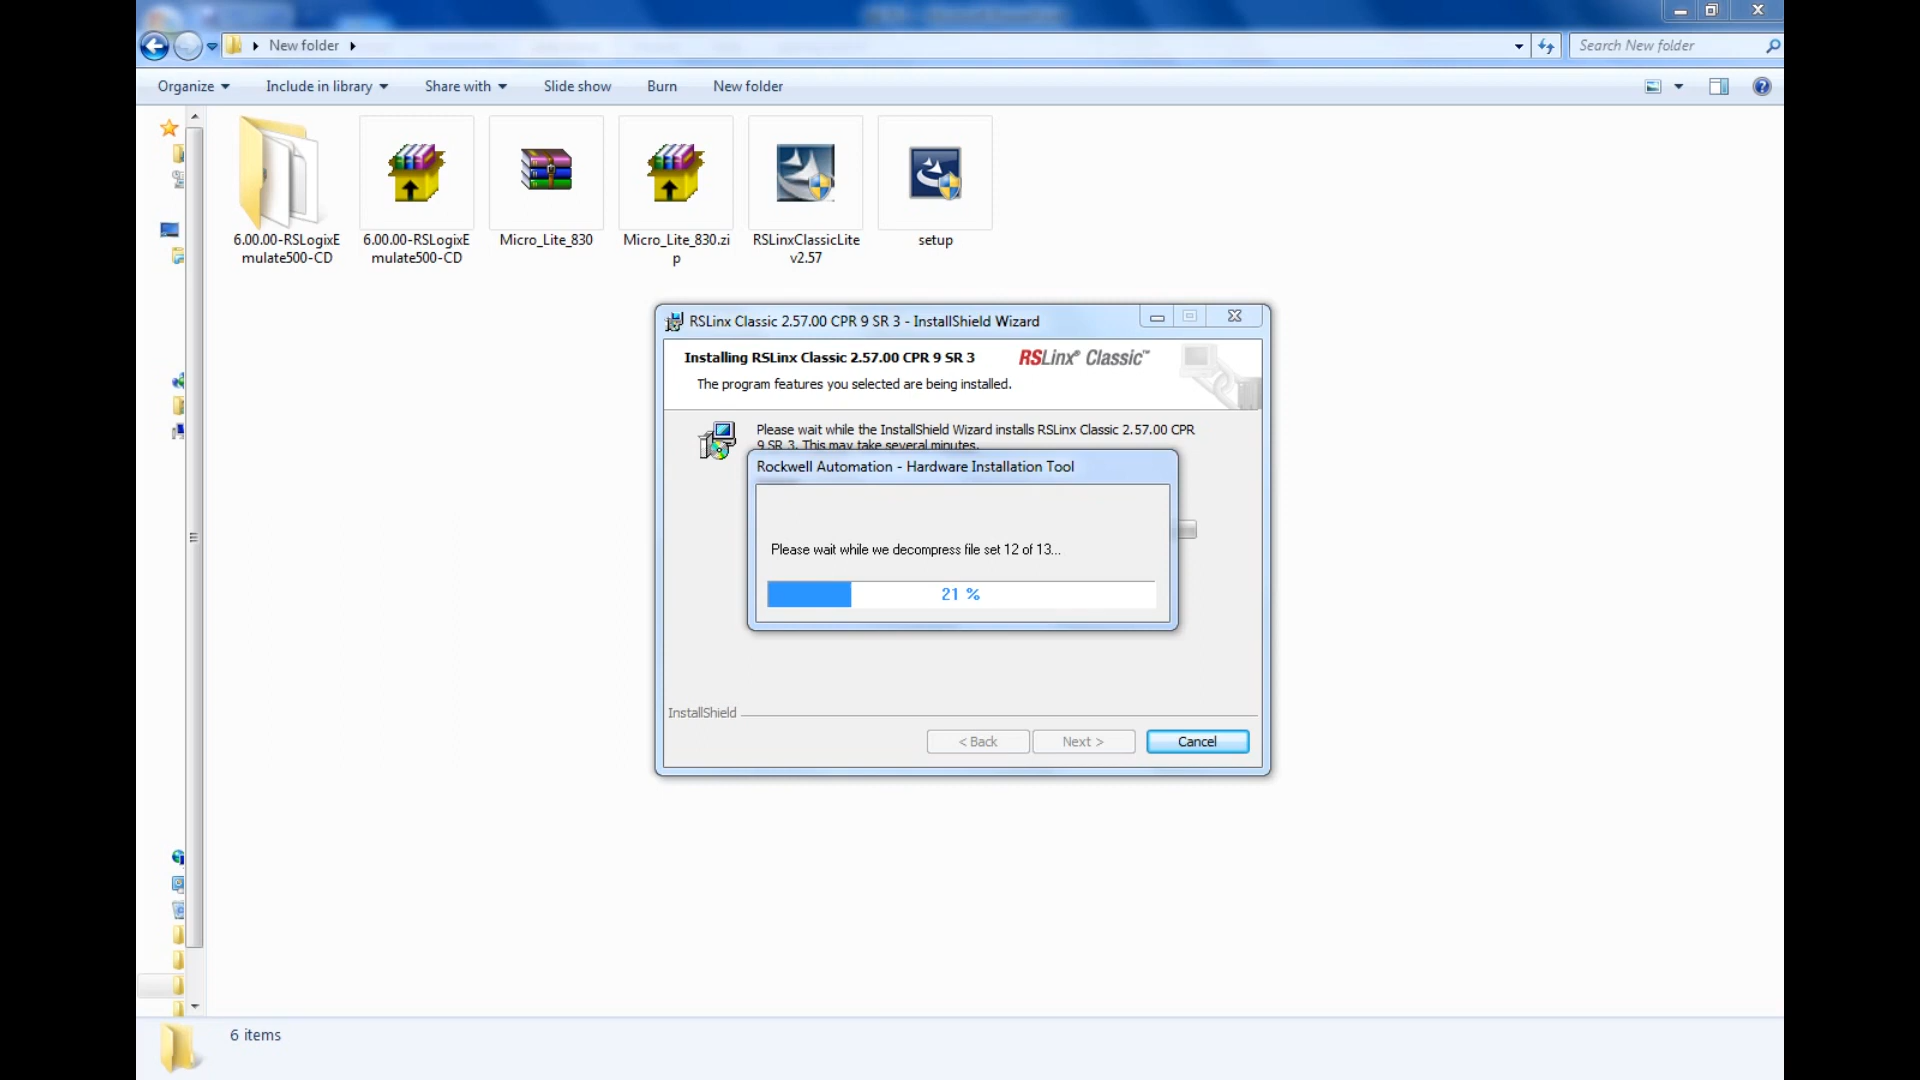 New folder
Search New folder
Organize
Include in library
Share with
Slide show
Burn
New folder
6.00.00-RSLogixE
mulate500-CD
6.00.00-RSLogixE
mulate500-CD
Micro_Lite_830
Micro_Lite_830.zi
p
RSLinxClassicLite
v2.57
setup
RSLinx Classic 2.57.00 CPR 9 SR 3 - InstallShield Wizard
Installing RSLinx Classic 2.57.00 CPR 9 SR 3
RSLinx® Classic™
The program features you selected are being installed.
Please wait while the InstallShield Wizard installs RSLinx Classic 2.57.00 CPR
9 SR 3. This may take several minutes.
Rockwell Automation - Hardware Installation Tool
Please wait while we decompress file set 12 of 13...
21 %
InstallShield
< Back
Next >
Cancel
6 items